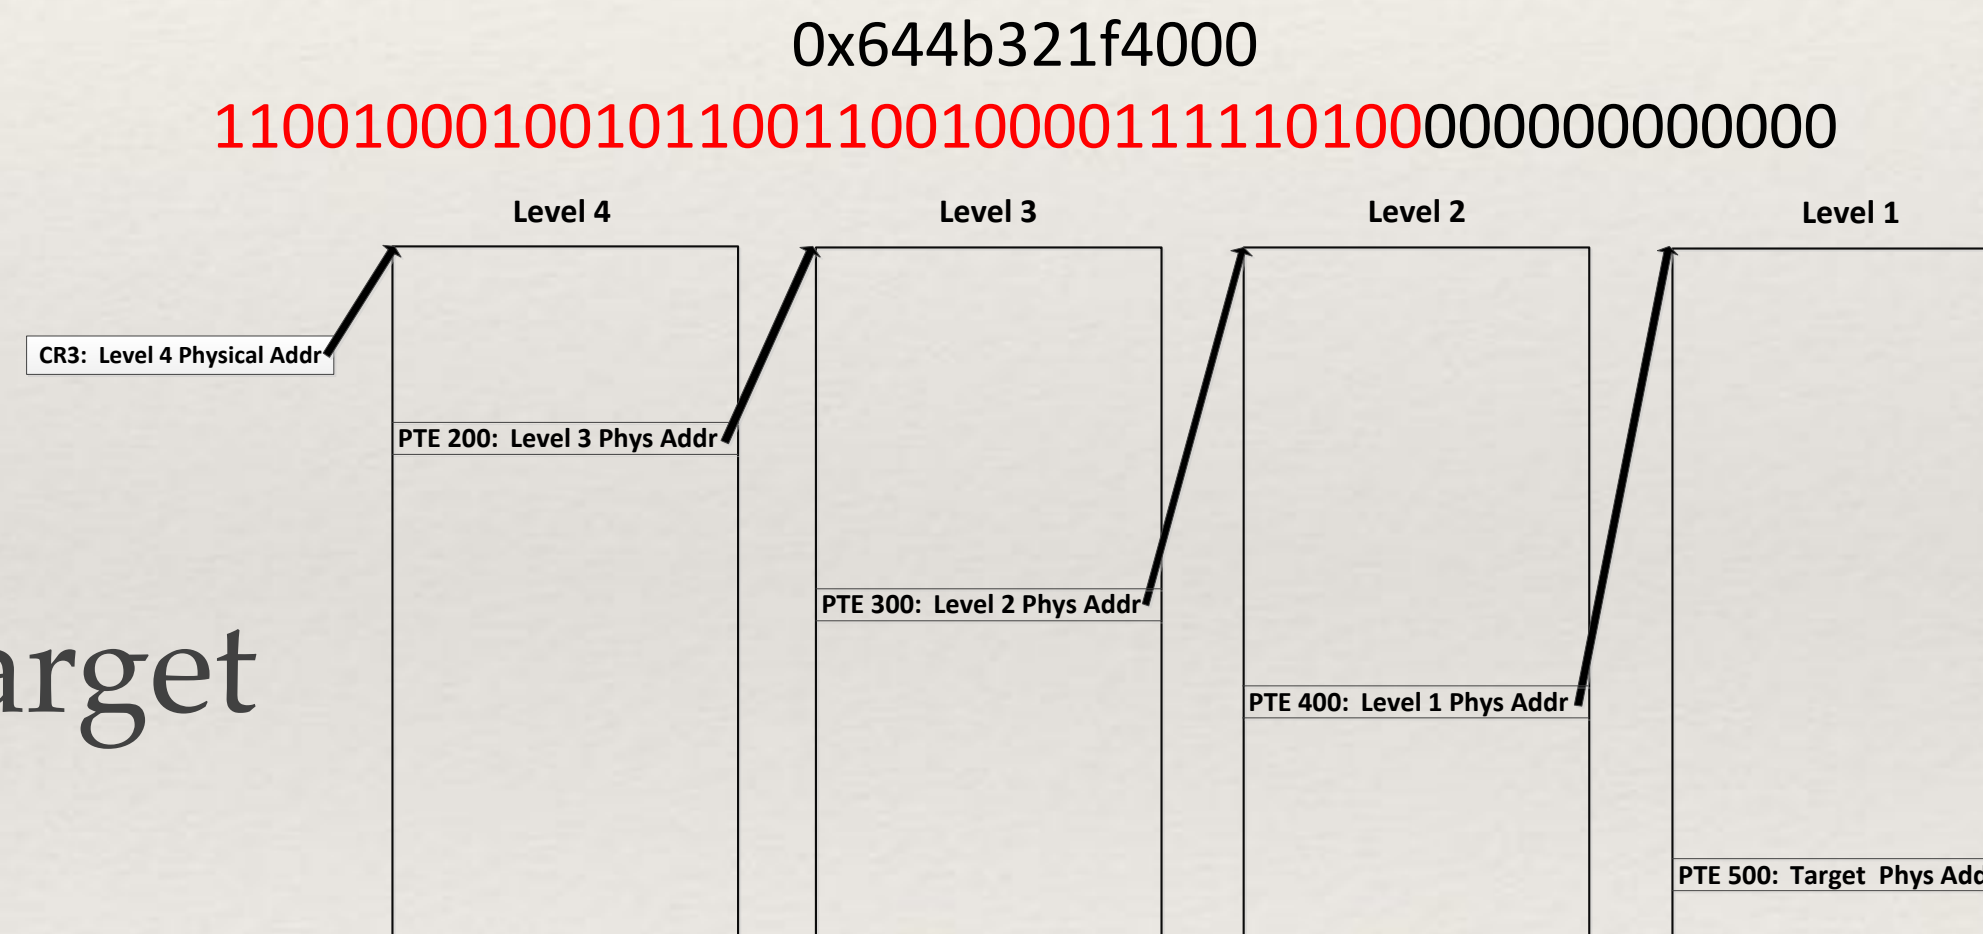 0x644b321f4000
11001000100101100110010000111110100000000000000
Level 4
Level 3
Level 2
Level 1
CR3: Level 4 Physical Addr
PTE 200: Level 3 Phys Addr
PTE 300: Level 2 Phys Addr
arget
PTE 400: Level 1 Phys Addr
PTE 500: Target Phys Add